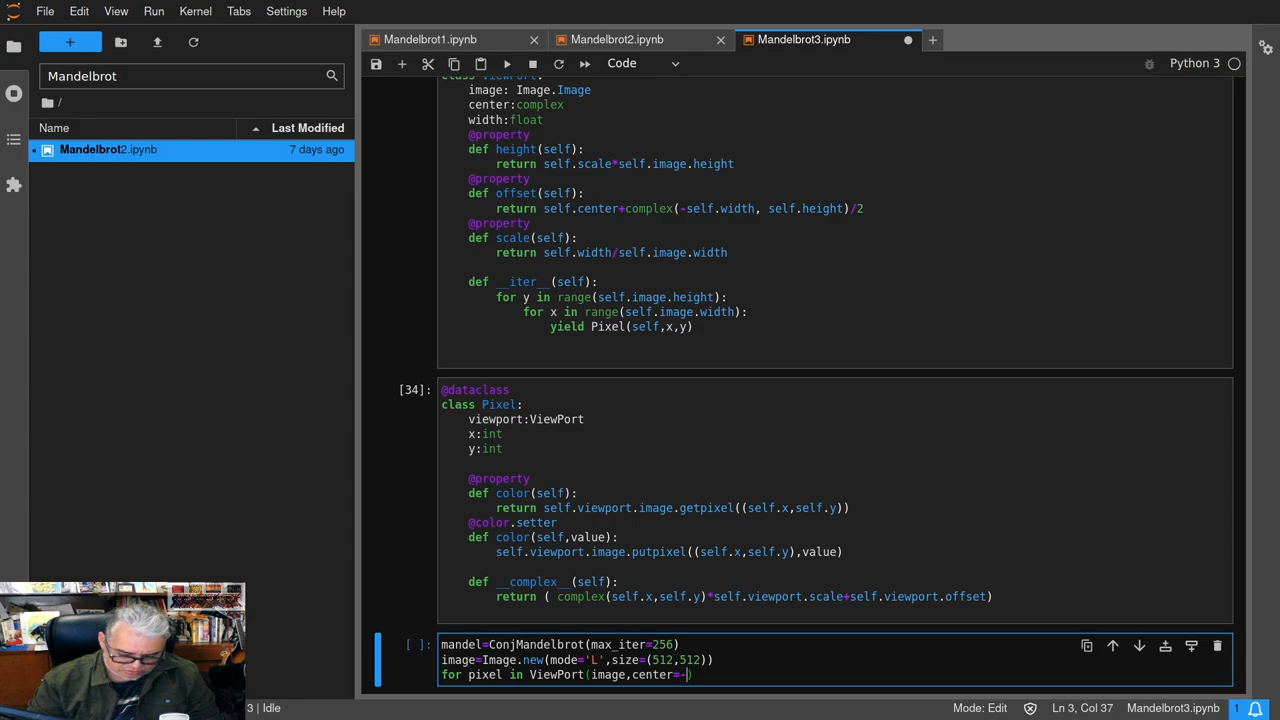 File Edit View Run Kernel Tabs Settings Help
Mandelbrot1.ipynb Mandelbrot2.ipynb Mandelbrot3.ipynb
Code Python 3
Mandelbrot
/
Name Last Modified
Mandelbrot2.ipynb 7 days ago
class ViewPort:
image: Image.Image
center:complex
width:float
@property
def height(self):
return self.scale*self.image.height
@property
def offset(self):
return self.center+complex(-self.width, self.height)/2
@property
def scale(self):
return self.width/self.image.width
def __iter__(self):
for y in range(self.image.height):
for x in range(self.image.width):
yield Pixel(self,x,y)
[34]:
@dataclass
class Pixel:
viewport:ViewPort
x:int
y:int
@property
def color(self):
return self.viewport.image.getpixel((self.x,self.y))
@color.setter
def color(self,value):
self.viewport.image.putpixel((self.x,self.y),value)
def __complex__(self):
return ( complex(self.x,self.y)*self.viewport.scale+self.viewport.offset)
[ ]:
mandel=ConjMandelbrot(max_iter=256)
image=Image.new(mode='L',size=(512,512))
for pixel in ViewPort(image,center=-)
3 | Idle Mode: Edit Ln 3, Col 37 Mandelbrot3.ipynb 1